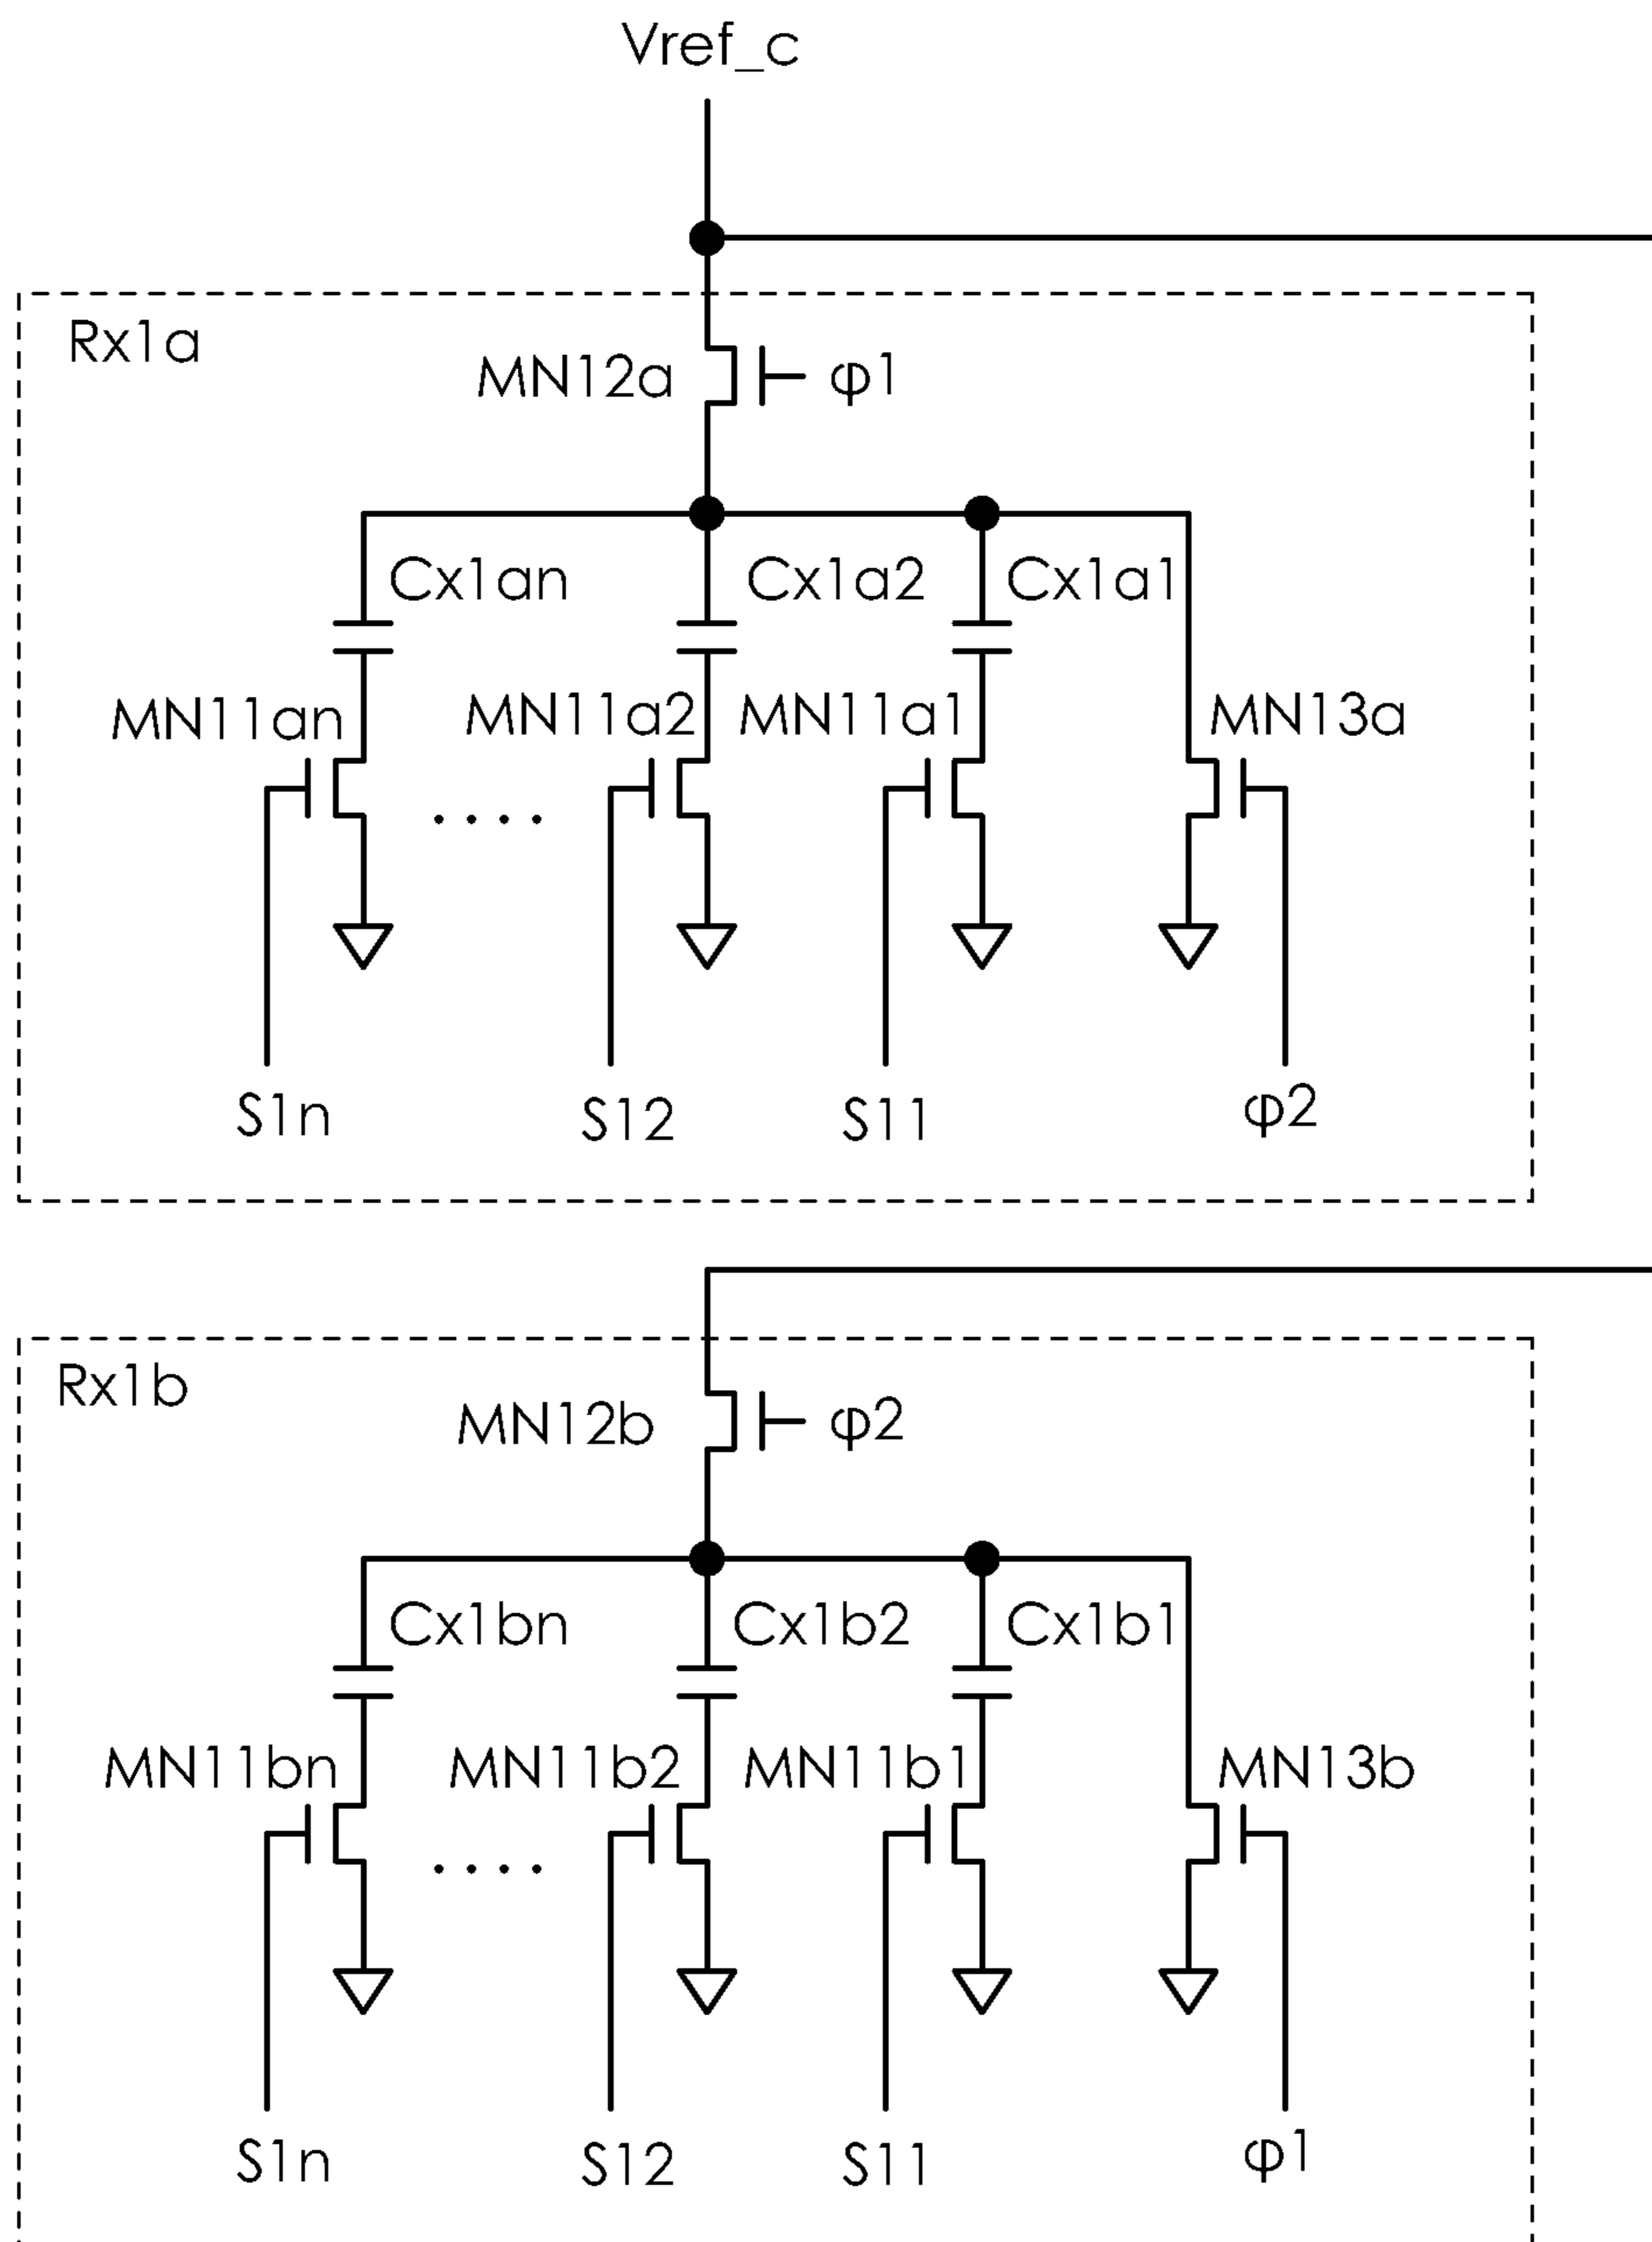 Vref_c
Rx1a
MN12a φ1
Cx1an Cx1a2 Cx1a1
MN11an MN11a2 MN11a1 MN13a
S1n S12 S11 φ2
Rx1b
MN12b φ2
Cx1bn Cx1b2 Cx1b1
MN11bn MN11b2 MN11b1 MN13b
S1n S12 S11 φ1